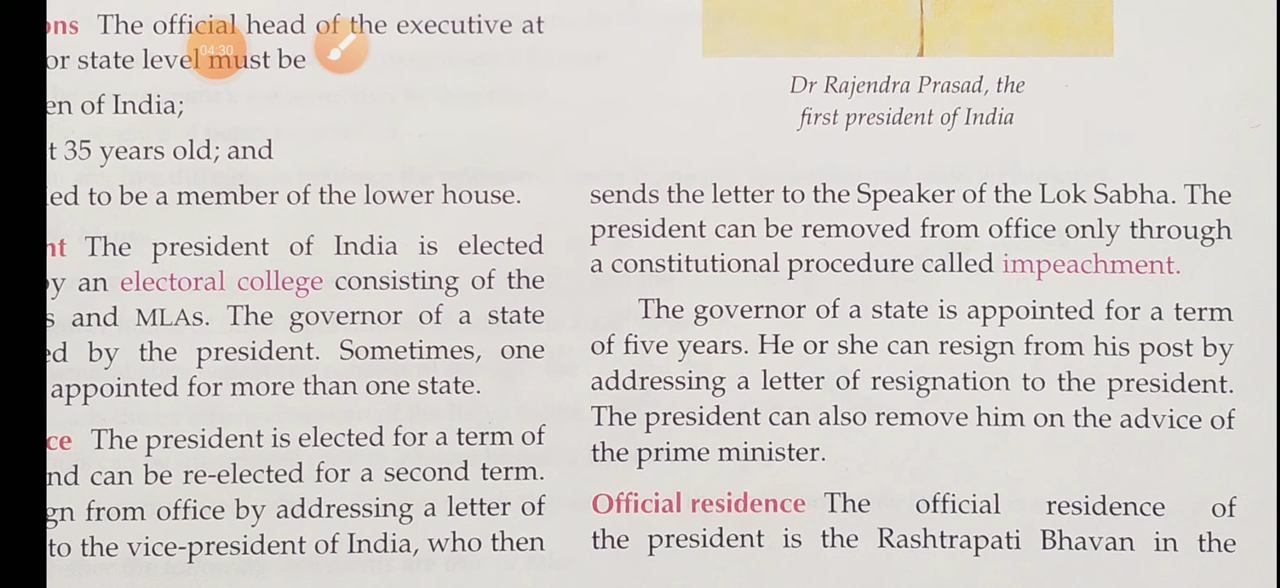 ons The official head of the executive at
or state level must be
04:30
en of India;
t 35 years old; and
ied to be a member of the lower house.
nt The president of India is elected
by an electoral college consisting of the
s and MLAs. The governor of a state
ed by the president. Sometimes, one
appointed for more than one state.
ce The president is elected for a term of
nd can be re-elected for a second term.
gn from office by addressing a letter of
to the vice-president of India, who then
Dr Rajendra Prasad, the
first president of India
sends the letter to the Speaker of the Lok Sabha. The
president can be removed from office only through
a constitutional procedure called impeachment.
The governor of a state is appointed for a term
of five years. He or she can resign from his post by
addressing a letter of resignation to the president.
The president can also remove him on the advice of
the prime minister.
Official residence The official residence of
the president is the Rashtrapati Bhavan in the